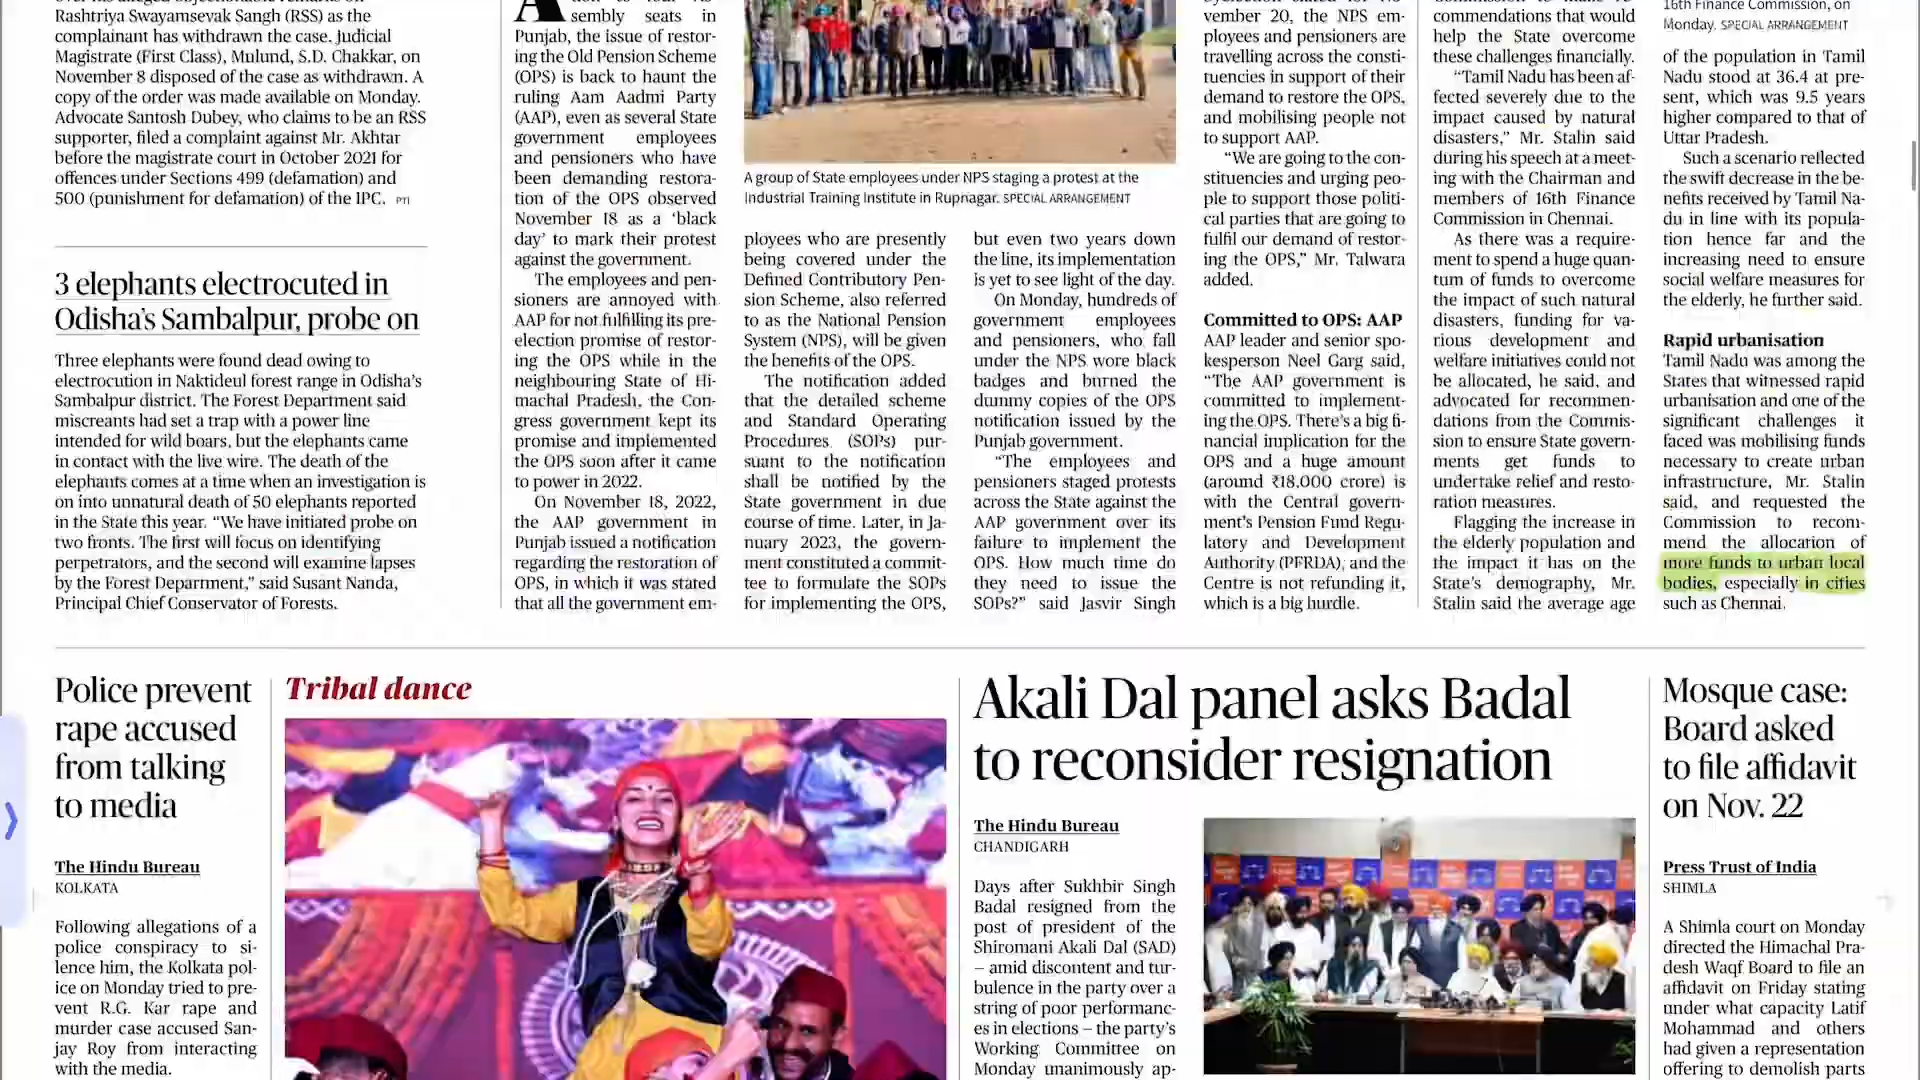 over his alleged objectionable remarks on
Rashtriya Swayamsevak Sangh (RSS) as the
complainant has withdrawn the case. Judicial
Magistrate (First Class), Mulund, S.D. Chakkar, on
November 8 disposed of the case as withdrawn. A
copy of the order was made available on Monday.
Advocate Santosh Dubey, who claims to be an RSS
supporter, filed a complaint against Mr. Akhtar
before the magistrate court in October 2021 for
offences under Sections 499 (defamation) and
500 (punishment for defamation) of the IPC. PTI
3 elephants electrocuted in
Odisha's Sambalpur, probe on
Three elephants were found dead owing to
electrocution in Naktideul forest range in Odisha's
Sambalpur district. The Forest Department said
miscreants had set a trap with a power line
intended for wild boars, but the elephants came
in contact with the live wire. The death of the
elephants comes at a time when an investigation is
on into unnatural death of 50 elephants reported
in the State this year. “We have initiated probe on
two fronts. The first will focus on identifying
perpetrators, and the second will examine lapses
by the Forest Department,” said Susant Nanda,
Principal Chief Conservator of Forests.
sembly seats in
Punjab, the issue of restor-
ing the Old Pension Scheme
(OPS) is back to haunt the
ruling Aam Aadmi Party
(AAP), even as several State
government employees
and pensioners who have
been demanding restora-
tion of the OPS observed
November 18 as a ‘black
day’ to mark their protest
against the government.
The employees and pen-
sioners are annoyed with
AAP for not fulfilling its pre-
election promise of restor-
ing the OPS while in the
neighbouring State of Hi-
machal Pradesh, the Con-
gress government kept its
promise and implemented
the OPS soon after it came
to power in 2022.
On November 18, 2022,
the AAP government in
Punjab issued a notification
regarding the restoration of
OPS, in which it was stated
that all the government em-
A group of State employees under NPS staging a protest at the
Industrial Training Institute in Rupnagar. SPECIAL ARRANGEMENT
ployees who are presently
being covered under the
Defined Contributory Pen-
sion Scheme, also referred
to as the National Pension
System (NPS), will be given
the benefits of the OPS.
The notification added
that the detailed scheme
and Standard Operating
Procedures (SOPs) pur-
suant to the notification
shall be notified by the
State government in due
course of time. Later, in Ja-
nuary 2023, the govern-
ment constituted a commit-
tee to formulate the SOPs
for implementing the OPS,
but even two years down
the line, its implementation
is yet to see light of the day.
On Monday, hundreds of
government employees
and pensioners, who fall
under the NPS wore black
badges and burned the
dummy copies of the OPS
notification issued by the
Punjab government.
“The employees and
pensioners staged protests
across the State against the
AAP government over its
failure to implement the
OPS. How much time do
they need to issue the
SOPs?” said Jasvir Singh
vember 20, the NPS em-
ployees and pensioners are
travelling across the consti-
tuencies in support of their
demand to restore the OPS,
and mobilising people not
to support AAP.
“We are going to the con-
stituencies and urging peo-
ple to support those politi-
cal parties that are going to
fulfil our demand of restor-
ing the OPS,” Mr. Talwara
added.
Committed to OPS: AAP
AAP leader and senior spo-
kesperson Neel Garg said,
“The AAP government is
committed to implement-
ing the OPS. There’s a big fi-
nancial implication for the
OPS and a huge amount
(around ₹18,000 crore) is
with the Central govern-
ment’s Pension Fund Regu-
latory and Development
Authority (PFRDA), and the
Centre is not refunding it,
which is a big hurdle.
mendations that would
help the State overcome
these challenges financially.
“Tamil Nadu has been af-
fected severely due to the
impact caused by natural
disasters,” Mr. Stalin said
during his speech at a meet-
ing with the Chairman and
members of 16th Finance
Commission in Chennai.
As there was a require-
ment to spend a huge quan-
tum of funds to overcome
the impact of such natural
disasters, funding for va-
rious development and
welfare initiatives could not
be allocated, he said, and
advocated for recommen-
dations from the Commis-
sion to ensure State govern-
ments get funds to
undertake relief and resto-
ration measures.
Flagging the increase in
the elderly population and
the impact it has on the
State’s demography, Mr.
Stalin said the average age
16th Finance Commission, on
Monday. SPECIAL ARRANGEMENT
of the population in Tamil
Nadu stood at 36.4 at pre-
sent, which was 9.5 years
higher compared to that of
Uttar Pradesh.
Such a scenario reflected
the swift decrease in the be-
nefits received by Tamil Na-
du in line with its popula-
tion hence far and the
increasing need to ensure
social welfare measures for
the elderly, he further said.
Rapid urbanisation
Tamil Nadu was among the
States that witnessed rapid
urbanisation and one of the
significant challenges it
faced was mobilising funds
necessary to create urban
infrastructure, Mr. Stalin
said, and requested the
Commission to recom-
mend the allocation of
more funds to urban local
bodies, especially in cities
such as Chennai.
Police prevent
rape accused
from talking
to media
The Hindu Bureau
KOLKATA
Following allegations of a
police conspiracy to si-
lence him, the Kolkata pol-
ice on Monday tried to pre-
vent R.G. Kar rape and
murder case accused San-
jay Roy from interacting
with the media.
Tribal dance
Akali Dal panel asks Badal
to reconsider resignation
The Hindu Bureau
CHANDIGARH
Days after Sukhbir Singh
Badal resigned from the
post of president of the
Shiromani Akali Dal (SAD)
– amid discontent and tur-
bulence in the party over a
string of poor performanc-
es in elections – the party’s
Working Committee on
Monday unanimously ap-
Mosque case:
Board asked
to file affidavit
on Nov. 22
Press Trust of India
SHIMLA
A Shimla court on Monday
directed the Himachal Pra-
desh Waqf Board to file an
affidavit on Friday stating
under what capacity Latif
Mohammad and others
had given a representation
offering to demolish parts